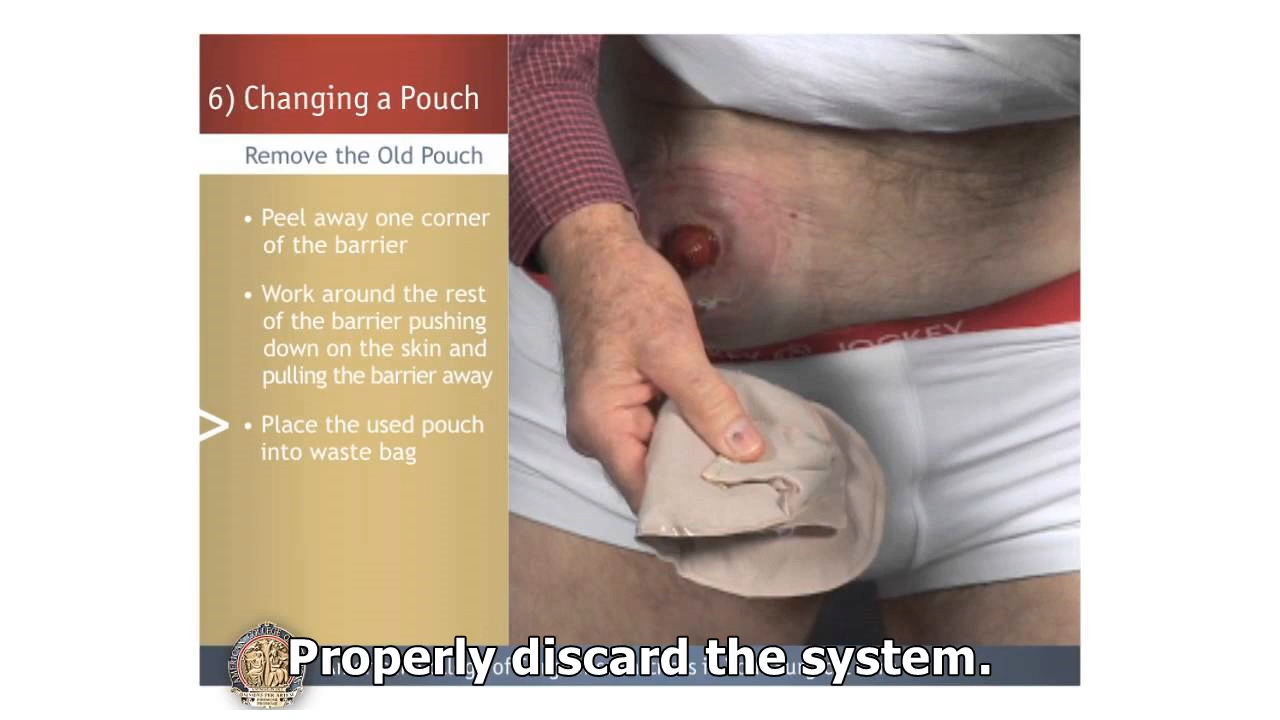 6) Changing a Pouch
Remove the Old Pouch
• Peel away one corner
of the barrier
• Work around the rest
of the barrier pushing
down on the skin and
pulling the barrier away
> • Place the used pouch
into waste bag
JOCKEY
Properly discard the system.